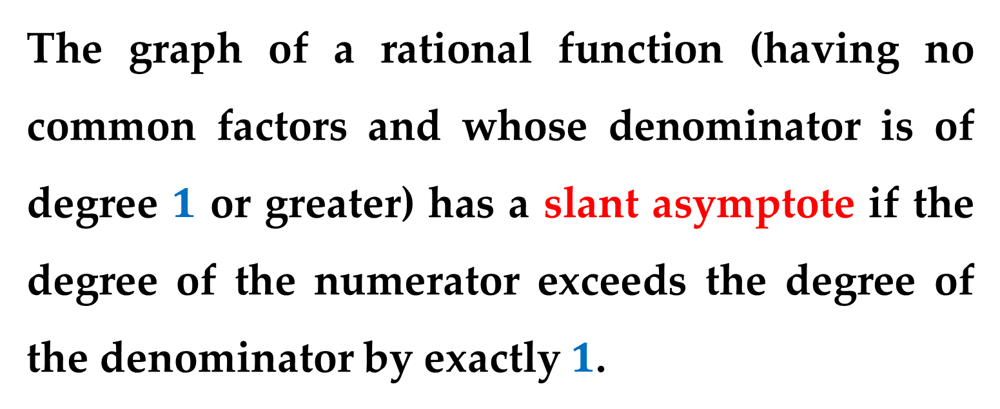 The graph of a rational function (having no
common factors and whose denominator is of
degree 1 or greater) has a slant asymptote if the
degree of the numerator exceeds the degree of
the denominator by exactly 1.